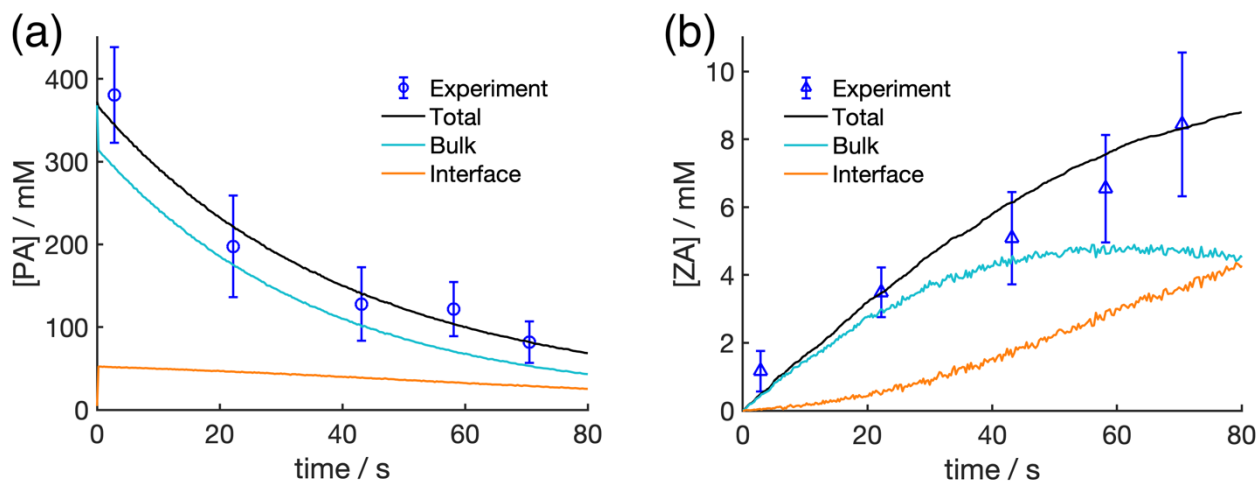 (a)
[PA] / mM
400
300
200
100
0
Experiment
Total
Bulk
Interface
0 20 40 60 80
time / s
(b)
[ZA] / mM
10
8
6
4
2
0
Experiment
Total
Bulk
Interface
0 20 40 60 80
time / s